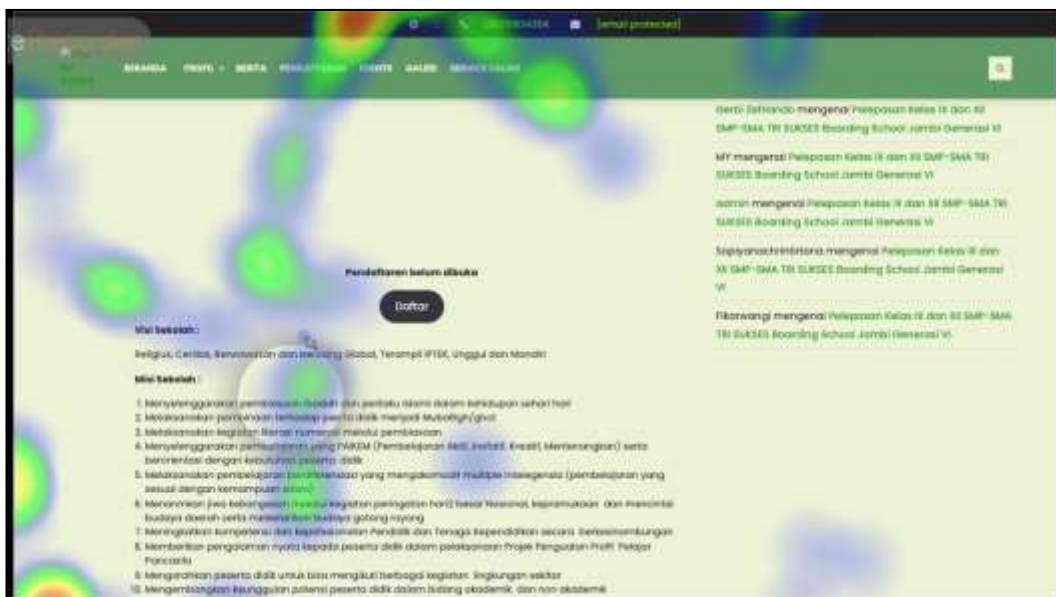 [email protected]
BERANDA PROFIL BERITA PENDAFTARAN EVENTS GALERI SERVICE ONLINE
mengenai Pelepasan Kelas IX dan XII
SMP-SMA TRI SUKSES Boarding School Jambi Generasi VI
MY mengenai Pelepasan Kelas IX dan XII SMP-SMA TRI
SUKSES Boarding School Jambi Generasi VI
admin mengenai Pelepasan Kelas IX dan XII SMP-SMA TRI
SUKSES Boarding School Jambi Generasi VI
mengenai Pelepasan Kelas IX dan
XII SMP-SMA TRI SUKSES Boarding School Jambi Generasi
VI
Fikarwangi mengenai Pelepasan Kelas IX dan XII SMP-SMA
TRI SUKSES Boarding School Jambi Generasi VI
Pendaftaran belum dibuka
Daftar
Visi Sekolah :
Religius, Cerdas, Berwawasan dan Global, Terampil IPTEK, Unggul dan Mandiri
Misi Sekolah :
1. Menyelenggarakan pembiasaan ibadah dan perilaku islami dalam kehidupan sehari hari
2. Melaksanakan pembinaan terhadap peserta didik menjadi Muballigh/ghot
3. Melaksanakan kegiatan literasi numerasi melalui pembiasaan
4. Menyelenggarakan pembelajaran yang PAIKEM (Pembelajaran Aktif, Inofatif, Kreatif, Menterangkan) serta
berorientasi dengan kebutuhan peserta didik
5. Melaksanakan pembelajaran berdiferensiasi yang mengakomodir multiple (pembelajaran yang
sesuai dengan kemampuan siswa)
6. Menanmkan jiwa kebangsaan melalui kegiatan peringatan hari2 besar Nasional, kepramukaan dan mencintai
budaya daerah serta melestarikan budaya gotong royong
7. Meningkatkan kompetensi dan keprofesionalan Pendidik dan Tenaga Kependidikan secara berkesinambungan
8. Memberikan pengalaman nyata kepada peserta didik dalam pelaksanaan Projek Penguatan Profil Pelajar
Pancasila
9. Mengarahkan peserta didik untuk bisa mengikuti berbagai kegiatan lingkungan sekitar
10. Mengembangkan keunggulan potensi peserta didik dalam bidang akademik dan non akademik